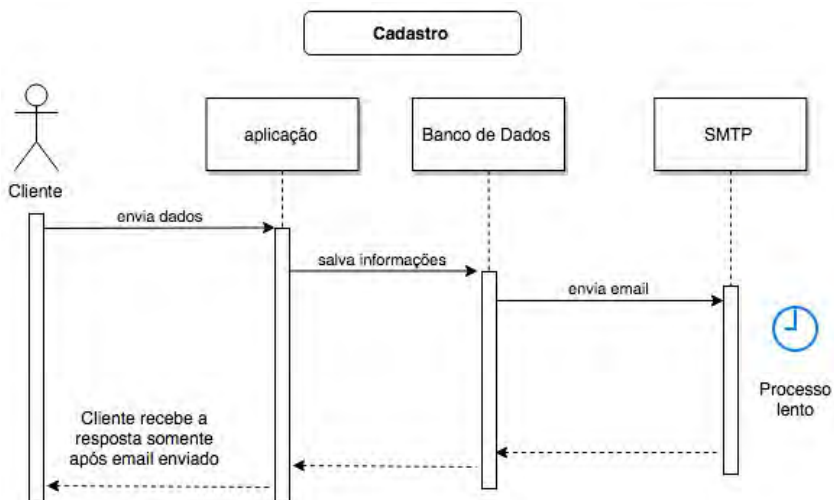 Cadastro
aplicação
Banco de Dados
SMTP
Cliente
envia dados
salva informações
envia email
Processo
lento
Cliente recebe a
resposta somente
após email enviado